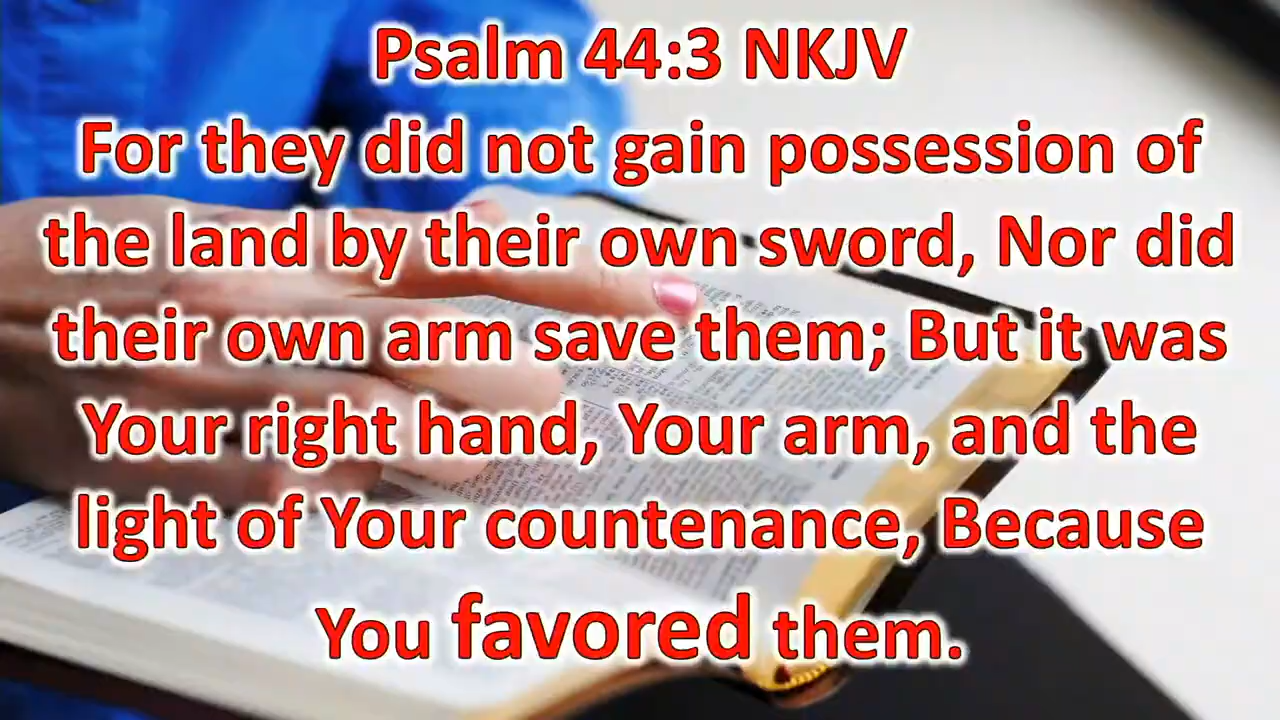 Psalm 44:3 NKJV
For they did not gain possession of
the land by their own sword, Nor did
their own arm save them; But it was
Your right hand, Your arm, and the
light of Your countenance, Because
You favored them.